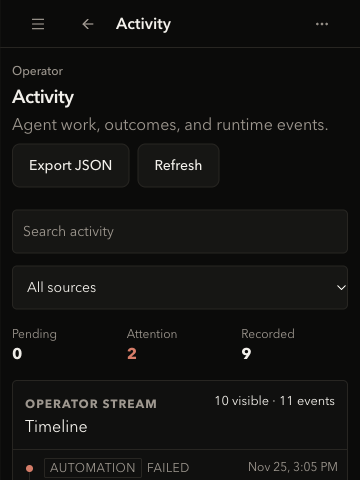 Activity
Operator
Activity
Agent work, outcomes, and runtime events.
Export JSON Refresh
Search activity
All sources
Pending Attention Recorded
0 2 9
OPERATOR STREAM 10 visible · 11 events
Timeline
AUTOMATION FAILED Nov 25, 3:05 PM